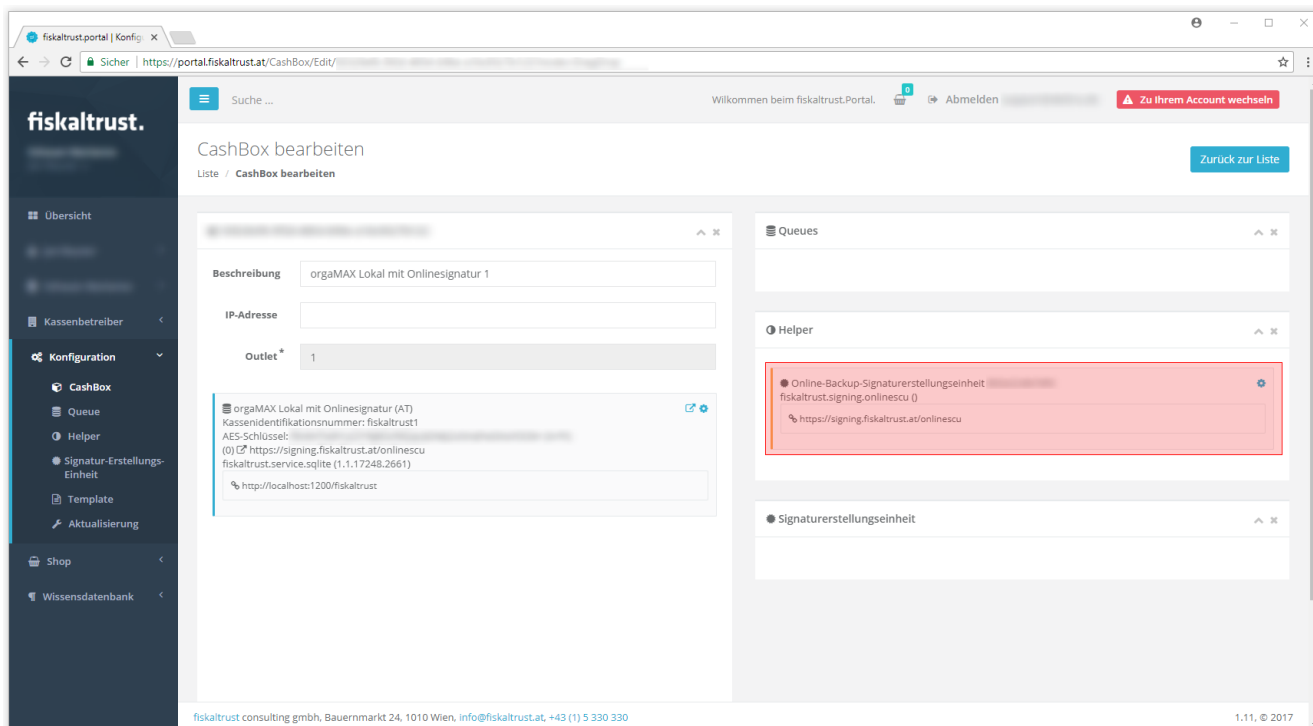 fiskaltrust.portal | Konfig
Sicher | https://portal.fiskaltrust.at/CashBox/Edit/
fiskaltrust.
Suche ...
Wilkommen beim fiskaltrust.Portal.
0
Abmelden
Zu Ihrem Account wechseln
CashBox bearbeiten
Liste / CashBox bearbeiten
Zurück zur Liste
Übersicht
Kassenbetreiber
Konfiguration
CashBox
Queue
Helper
Signatur-Erstellungs-
Einheit
Template
Aktualisierung
Shop
Wissensdatenbank
Beschreibung
orgaMAX Lokal mit Onlinesignatur 1
IP-Adresse
Outlet *
1
orgaMAX Lokal mit Onlinesignatur (AT)
Kassenidentifikationsnummer: fiskaltrust1
AES-Schlüssel:
(0) https://signing.fiskaltrust.at/onlinescu
fiskaltrust.service.sqlite (1.1.17248.2661)
http://localhost:1200/fiskaltrust
Queues
Helper
Online-Backup-Signaturerstellungseinheit
fiskaltrust.signing.onlinescu ()
https://signing.fiskaltrust.at/onlinescu
Signaturerstellungseinheit
fiskaltrust consulting gmbh, Bauernmarkt 24, 1010 Wien, info@fiskaltrust.at, +43 (1) 5 330 330
1.11, © 2017